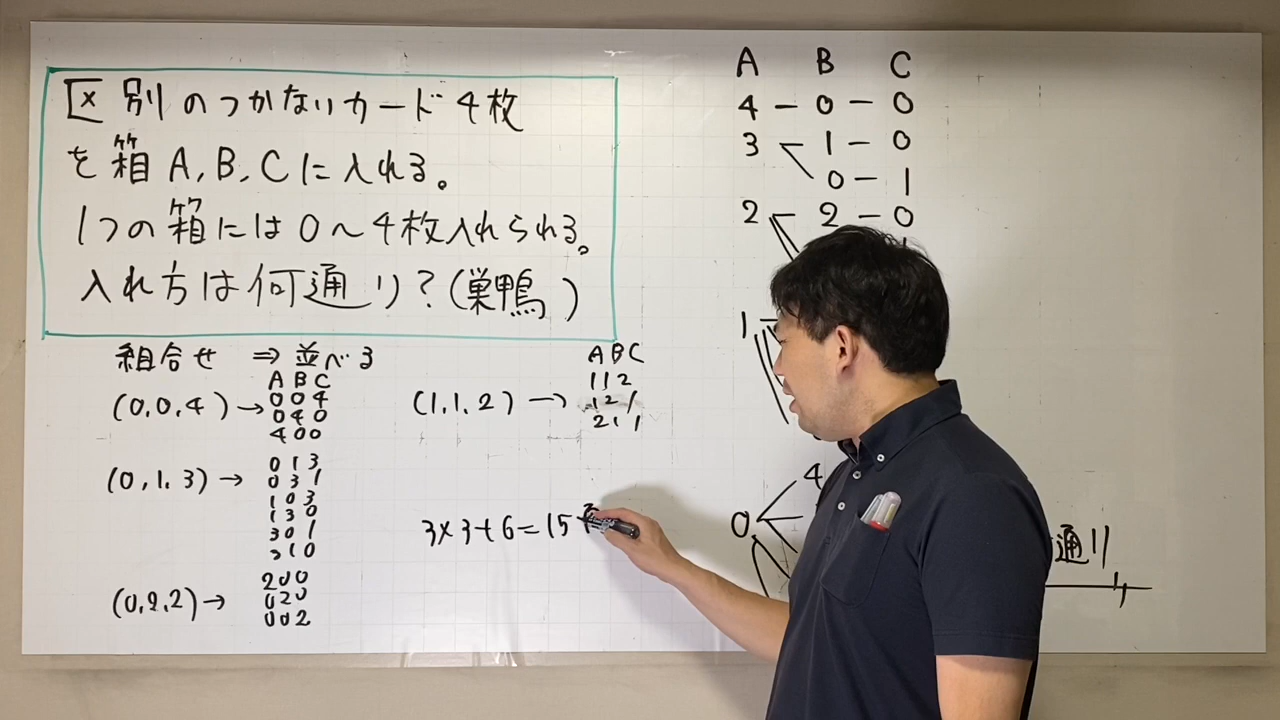 区別のつかないカード4枚
を箱A,B,Cに入れる。
1つの箱には0〜4枚入れられる。
入れ方は何通り?(巣鴨)
組合せ ⇒ 並べる
A B C
(0,0,4)→ 0 0 4
0 4 0
4 0 0
(0,1,3)→ 0 1 3
0 3 1
1 0 3
1 3 0
3 0 1
3 1 0
(0,2,2)→ 2 0 0
0 2 0
0 0 2
A B C
(1,1,2)→ 1 1 2
1 2 1
2 1 1
3×3+6=15
A B C
4 - 0 - 0
3 1 - 0
0 - 1
2 2 - 0
1
0 4
通り